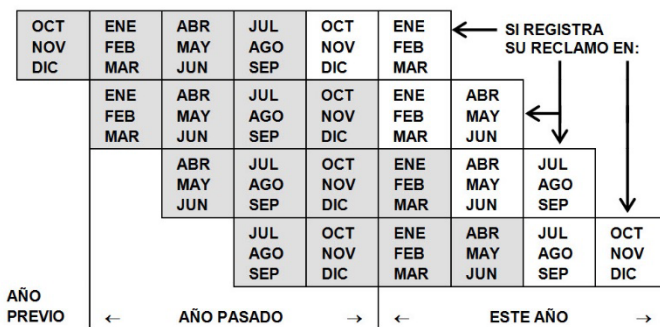 OCT ENE ABR JUL OCT ENE SI REGISTRA
NOV FEB MAY AGO NOV FEB SU RECLAMO EN:
DIC MAR JUN SEP DIC MAR
ENE ABR JUL OCT ENE ABR
FEB MAY AGO NOV FEB MAY
MAR JUN SEP DIC MAR JUN
ABR JUL OCT ENE ABR JUL
MAY AGO NOV FEB MAY AGO
JUN SEP DIC MAR JUN SEP
JUL OCT ENE ABR JUL OCT
AGO NOV FEB MAY AGO NOV
SEP DIC MAR JUN SEP DIC
AÑO
PREVIO ← AÑO PASADO → ← ESTE AÑO →